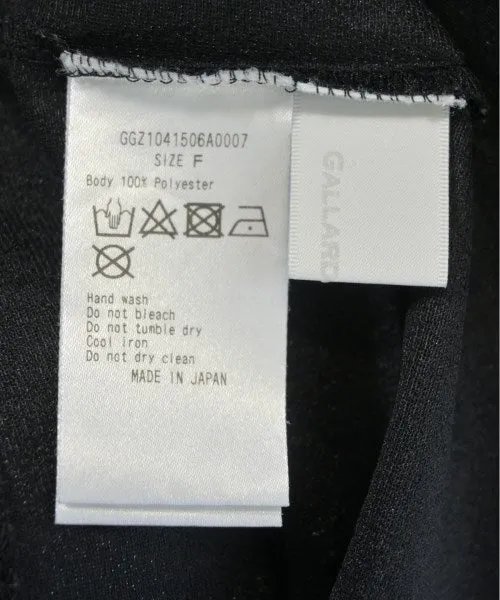 GGZ1041506A0007
SIZE F
Body 100% Polyester
Hand wash
Do not bleach
Do not tumble dry
Cool iron
Do not dry clean
MADE IN JAPAN